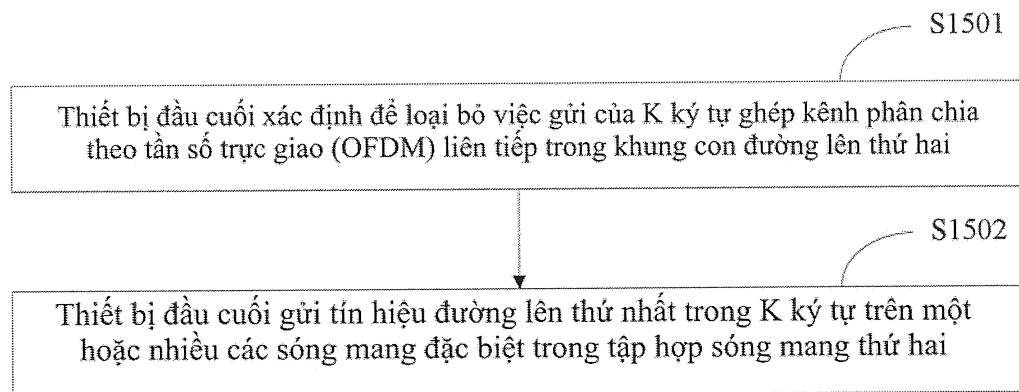 S1501
Thiết bị đầu cuối xác định để loại bỏ việc gửi của K ký tự ghép kênh phân chia
theo tần số trực giao (OFDM) liên tiếp trong khung con đường lên thứ hai
S1502
Thiết bị đầu cuối gửi tín hiệu đường lên thứ nhất trong K ký tự trên một
hoặc nhiều các sóng mang đặc biệt trong tập hợp sóng mang thứ hai